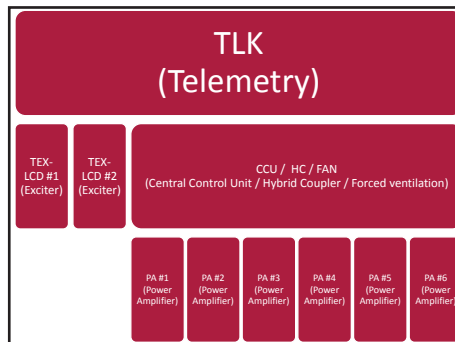 TLK
(Telemetry)
TEX-
LCD #1
(Exciter)
TEX-
LCD #2
(Exciter)
CCU / HC / FAN
(Central Control Unit / Hybrid Coupler / Forced ventilation)
PA #1
(Power
Amplifier)
PA #2
(Power
Amplifier)
PA #3
(Power
Amplifier)
PA #4
(Power
Amplifier)
PA #5
(Power
Amplifier)
PA #6
(Power
Amplifier)